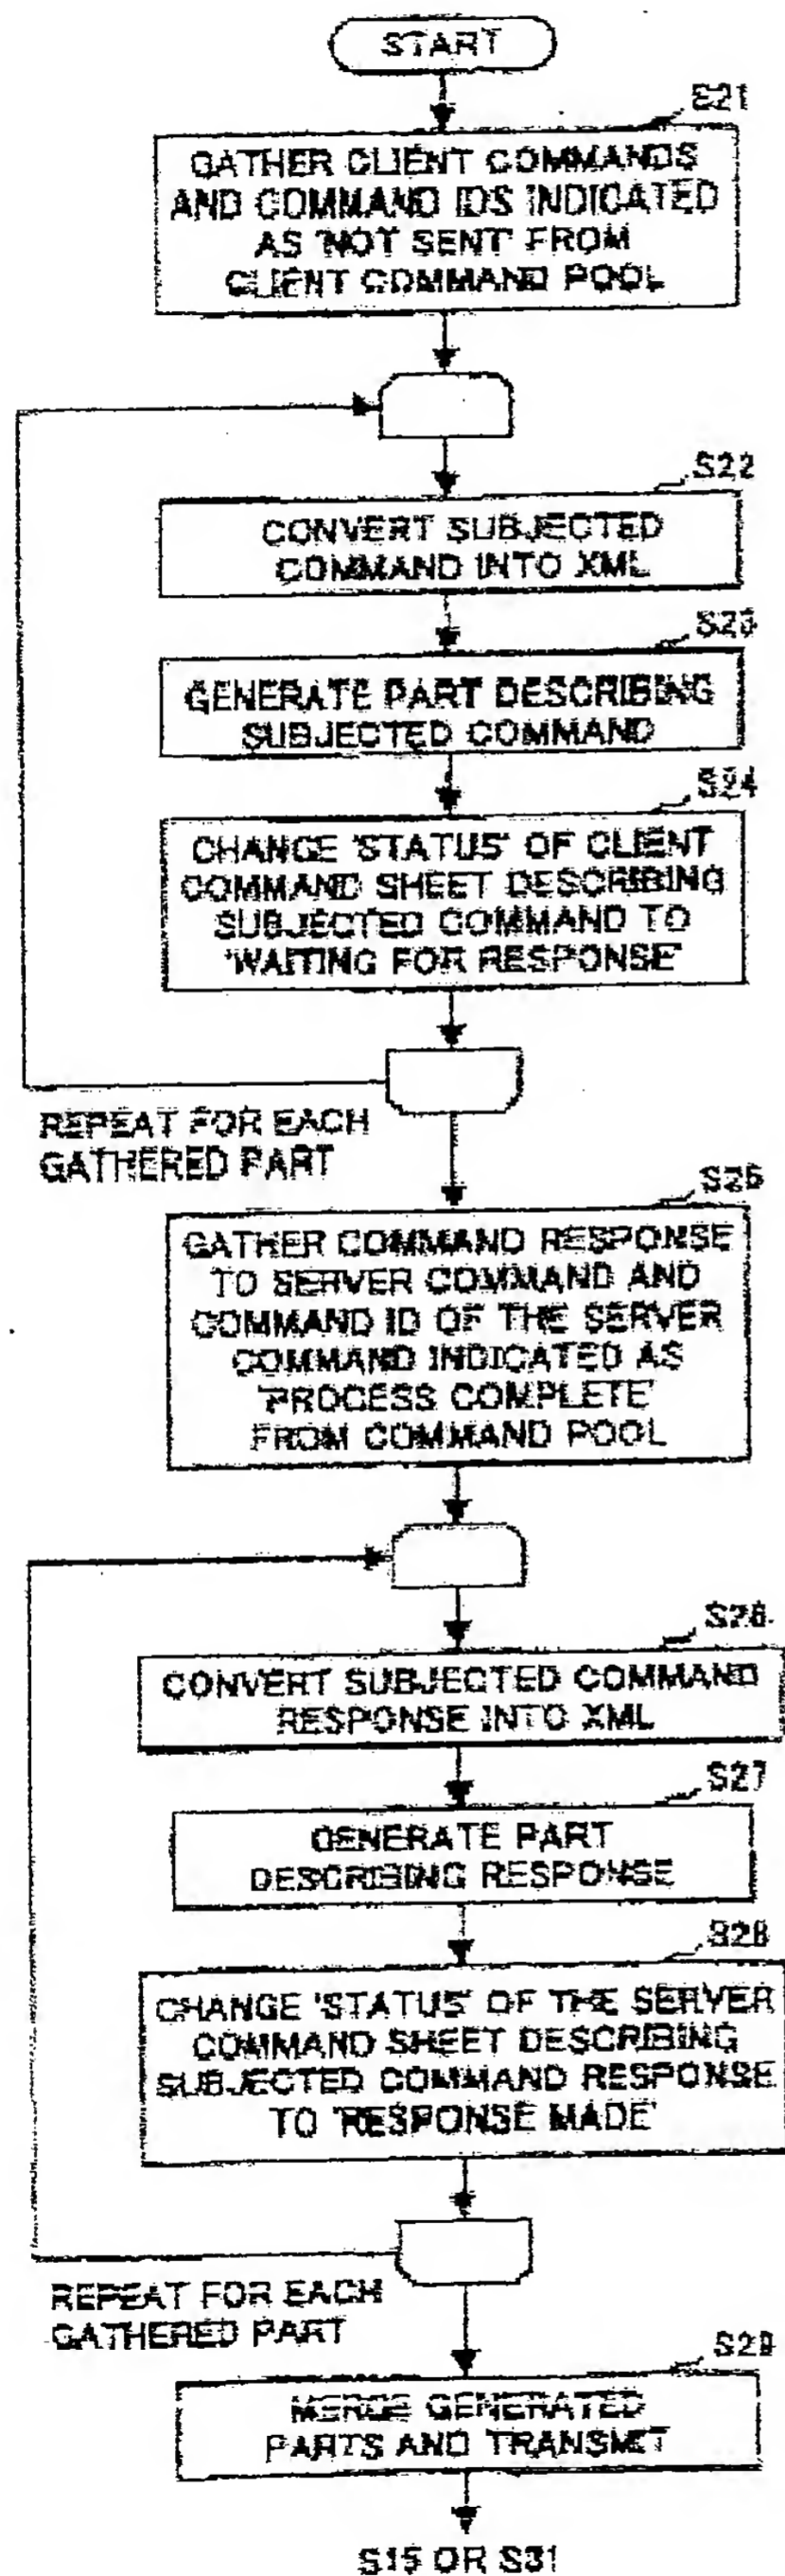 START
S21
GATHER CLIENT COMMANDS
AND COMMAND IDS INDICATED
AS 'NOT SENT' FROM
CLIENT COMMAND POOL
S22
CONVERT SUBJECTED
COMMAND INTO XML
S23
GENERATE PART DESCRIBING
SUBJECTED COMMAND
S24
CHANGE 'STATUS' OF CLIENT
COMMAND SHEET DESCRIBING
SUBJECTED COMMAND TO
'WAITING FOR RESPONSE'
REPEAT FOR EACH
GATHERED PART
S25
GATHER COMMAND RESPONSE
TO SERVER COMMAND AND
COMMAND ID OF THE SERVER
COMMAND INDICATED AS
'PROCESS COMPLETE'
FROM COMMAND POOL
S26
CONVERT SUBJECTED COMMAND
RESPONSE INTO XML
S27
GENERATE PART
DESCRIBING RESPONSE
S28
CHANGE 'STATUS' OF THE SERVER
COMMAND SHEET DESCRIBING
SUBJECTED COMMAND RESPONSE
TO 'RESPONSE MADE'
REPEAT FOR EACH
GATHERED PART
S29
MERGE GENERATED
PARTS AND TRANSMIT
S15 OR S31